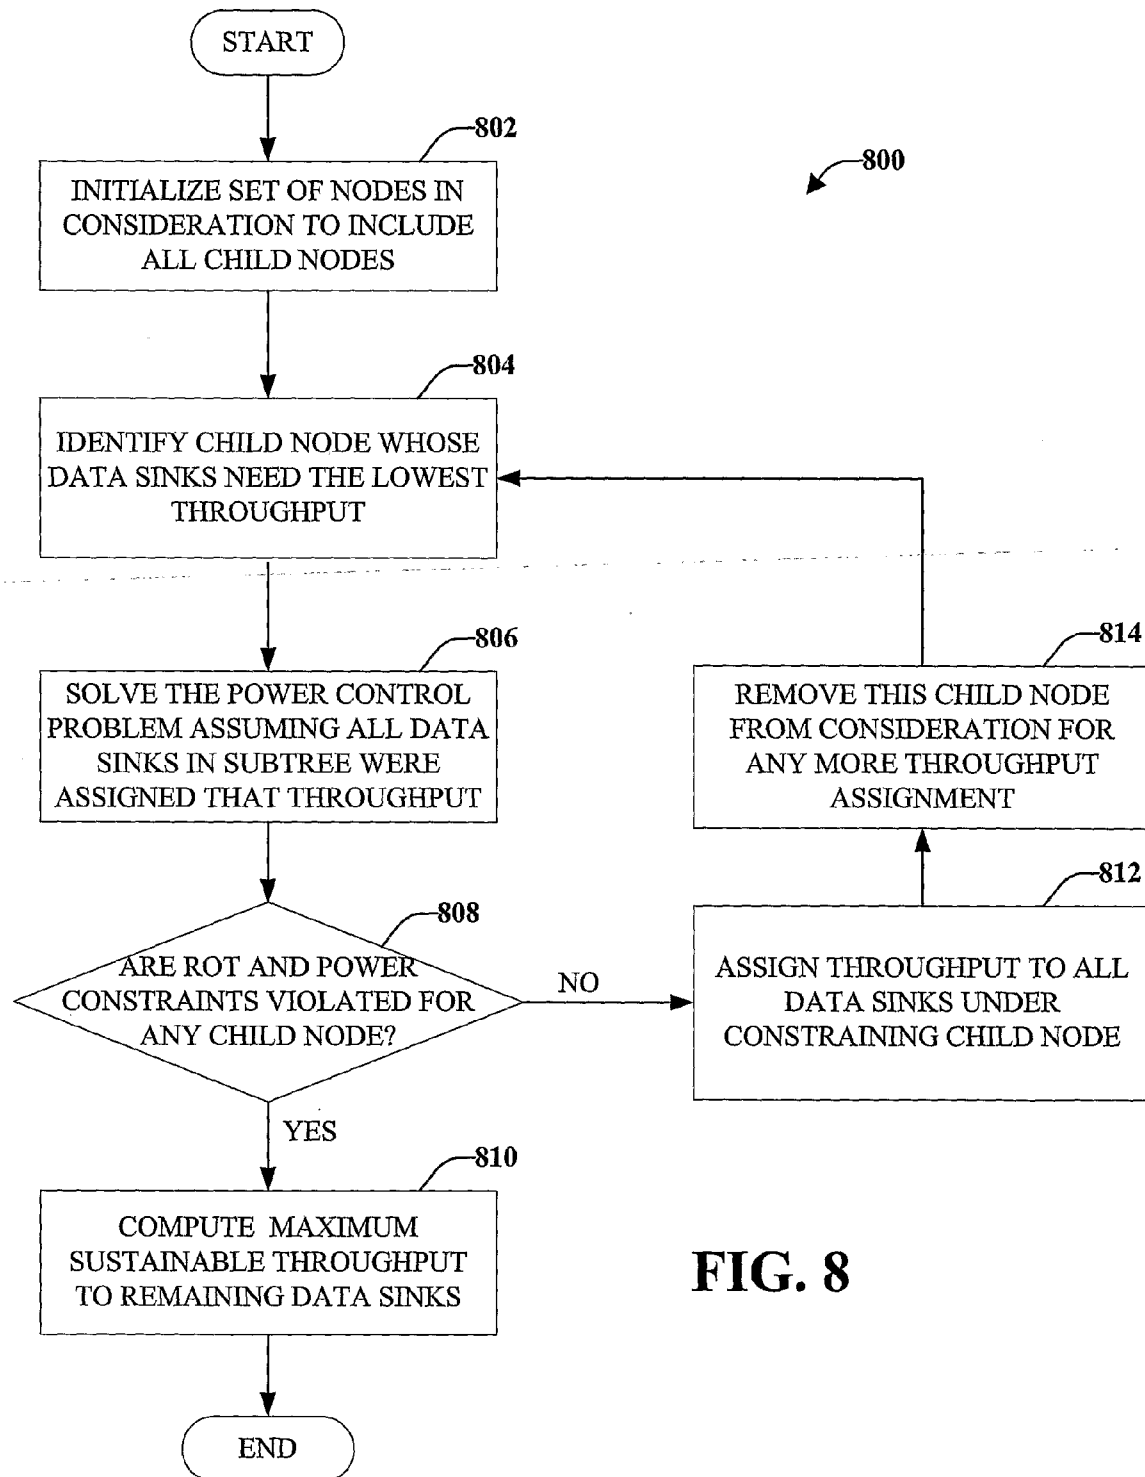 START
802
INITIALIZE SET OF NODES IN
CONSIDERATION TO INCLUDE
ALL CHILD NODES
800
804
IDENTIFY CHILD NODE WHOSE
DATA SINKS NEED THE LOWEST
THROUGHPUT
806
SOLVE THE POWER CONTROL
PROBLEM ASSUMING ALL DATA
SINKS IN SUBTREE WERE
ASSIGNED THAT THROUGHPUT
808
ARE ROT AND POWER
CONSTRAINTS VIOLATED FOR
ANY CHILD NODE?
NO
812
ASSIGN THROUGHPUT TO ALL
DATA SINKS UNDER
CONSTRAINING CHILD NODE
814
REMOVE THIS CHILD NODE
FROM CONSIDERATION FOR
ANY MORE THROUGHPUT
ASSIGNMENT
YES
810
COMPUTE MAXIMUM
SUSTAINABLE THROUGHPUT
TO REMAINING DATA SINKS
END
FIG. 8